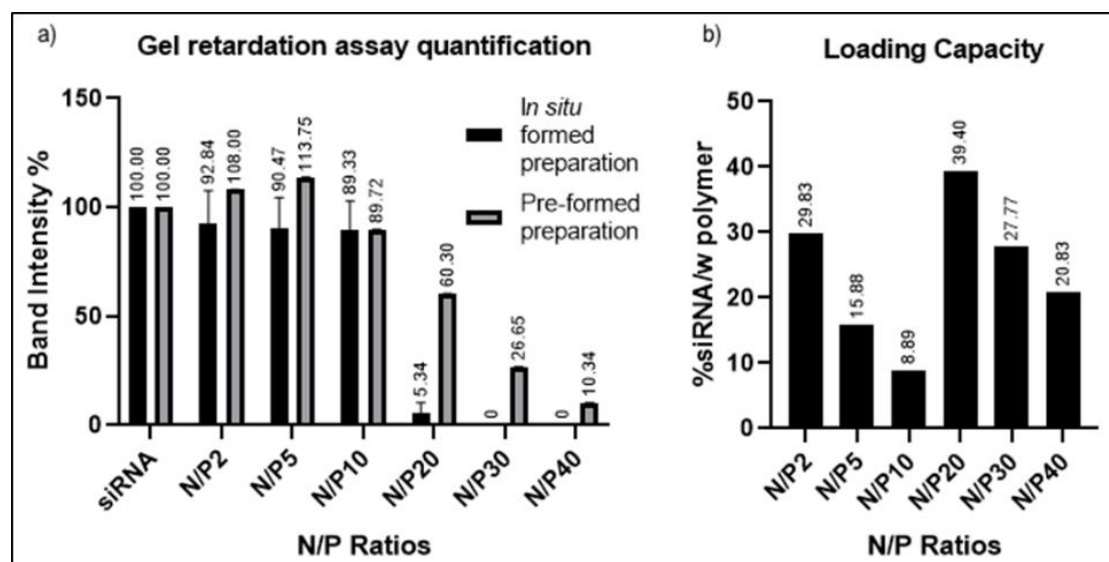 a)
Gel retardation assay quantification
Band Intensity %
150
100
50
0
100.00
100.00
92.84
108.00
90.47
113.75
89.33
89.72
5.34
60.30
0
26.65
0
10.34
In situ
formed
preparation
Pre-formed
preparation
siRNA
N/P2
N/P5
N/P10
N/P20
N/P30
N/P40
N/P Ratios
b)
Loading Capacity
%siRNA/w polymer
50
40
30
20
10
0
29.83
15.88
8.89
39.40
27.77
20.83
N/P2
N/P5
N/P10
N/P20
N/P30
N/P40
N/P Ratios